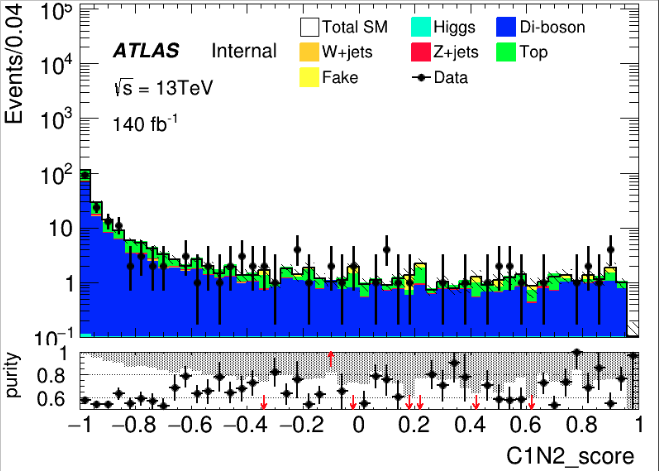 10⁵
10⁴
10³
10²
10
1
10⁻¹
Events/0.04
ATLAS Internal
√s = 13TeV
140 fb⁻¹
Total SM
Higgs
Di-boson
W+jets
Z+jets
Top
Fake
Data
purity
1
0.8
0.6
−1 −0.8 −0.6 −0.4 −0.2 0 0.2 0.4 0.6 0.8 1
C1N2_score